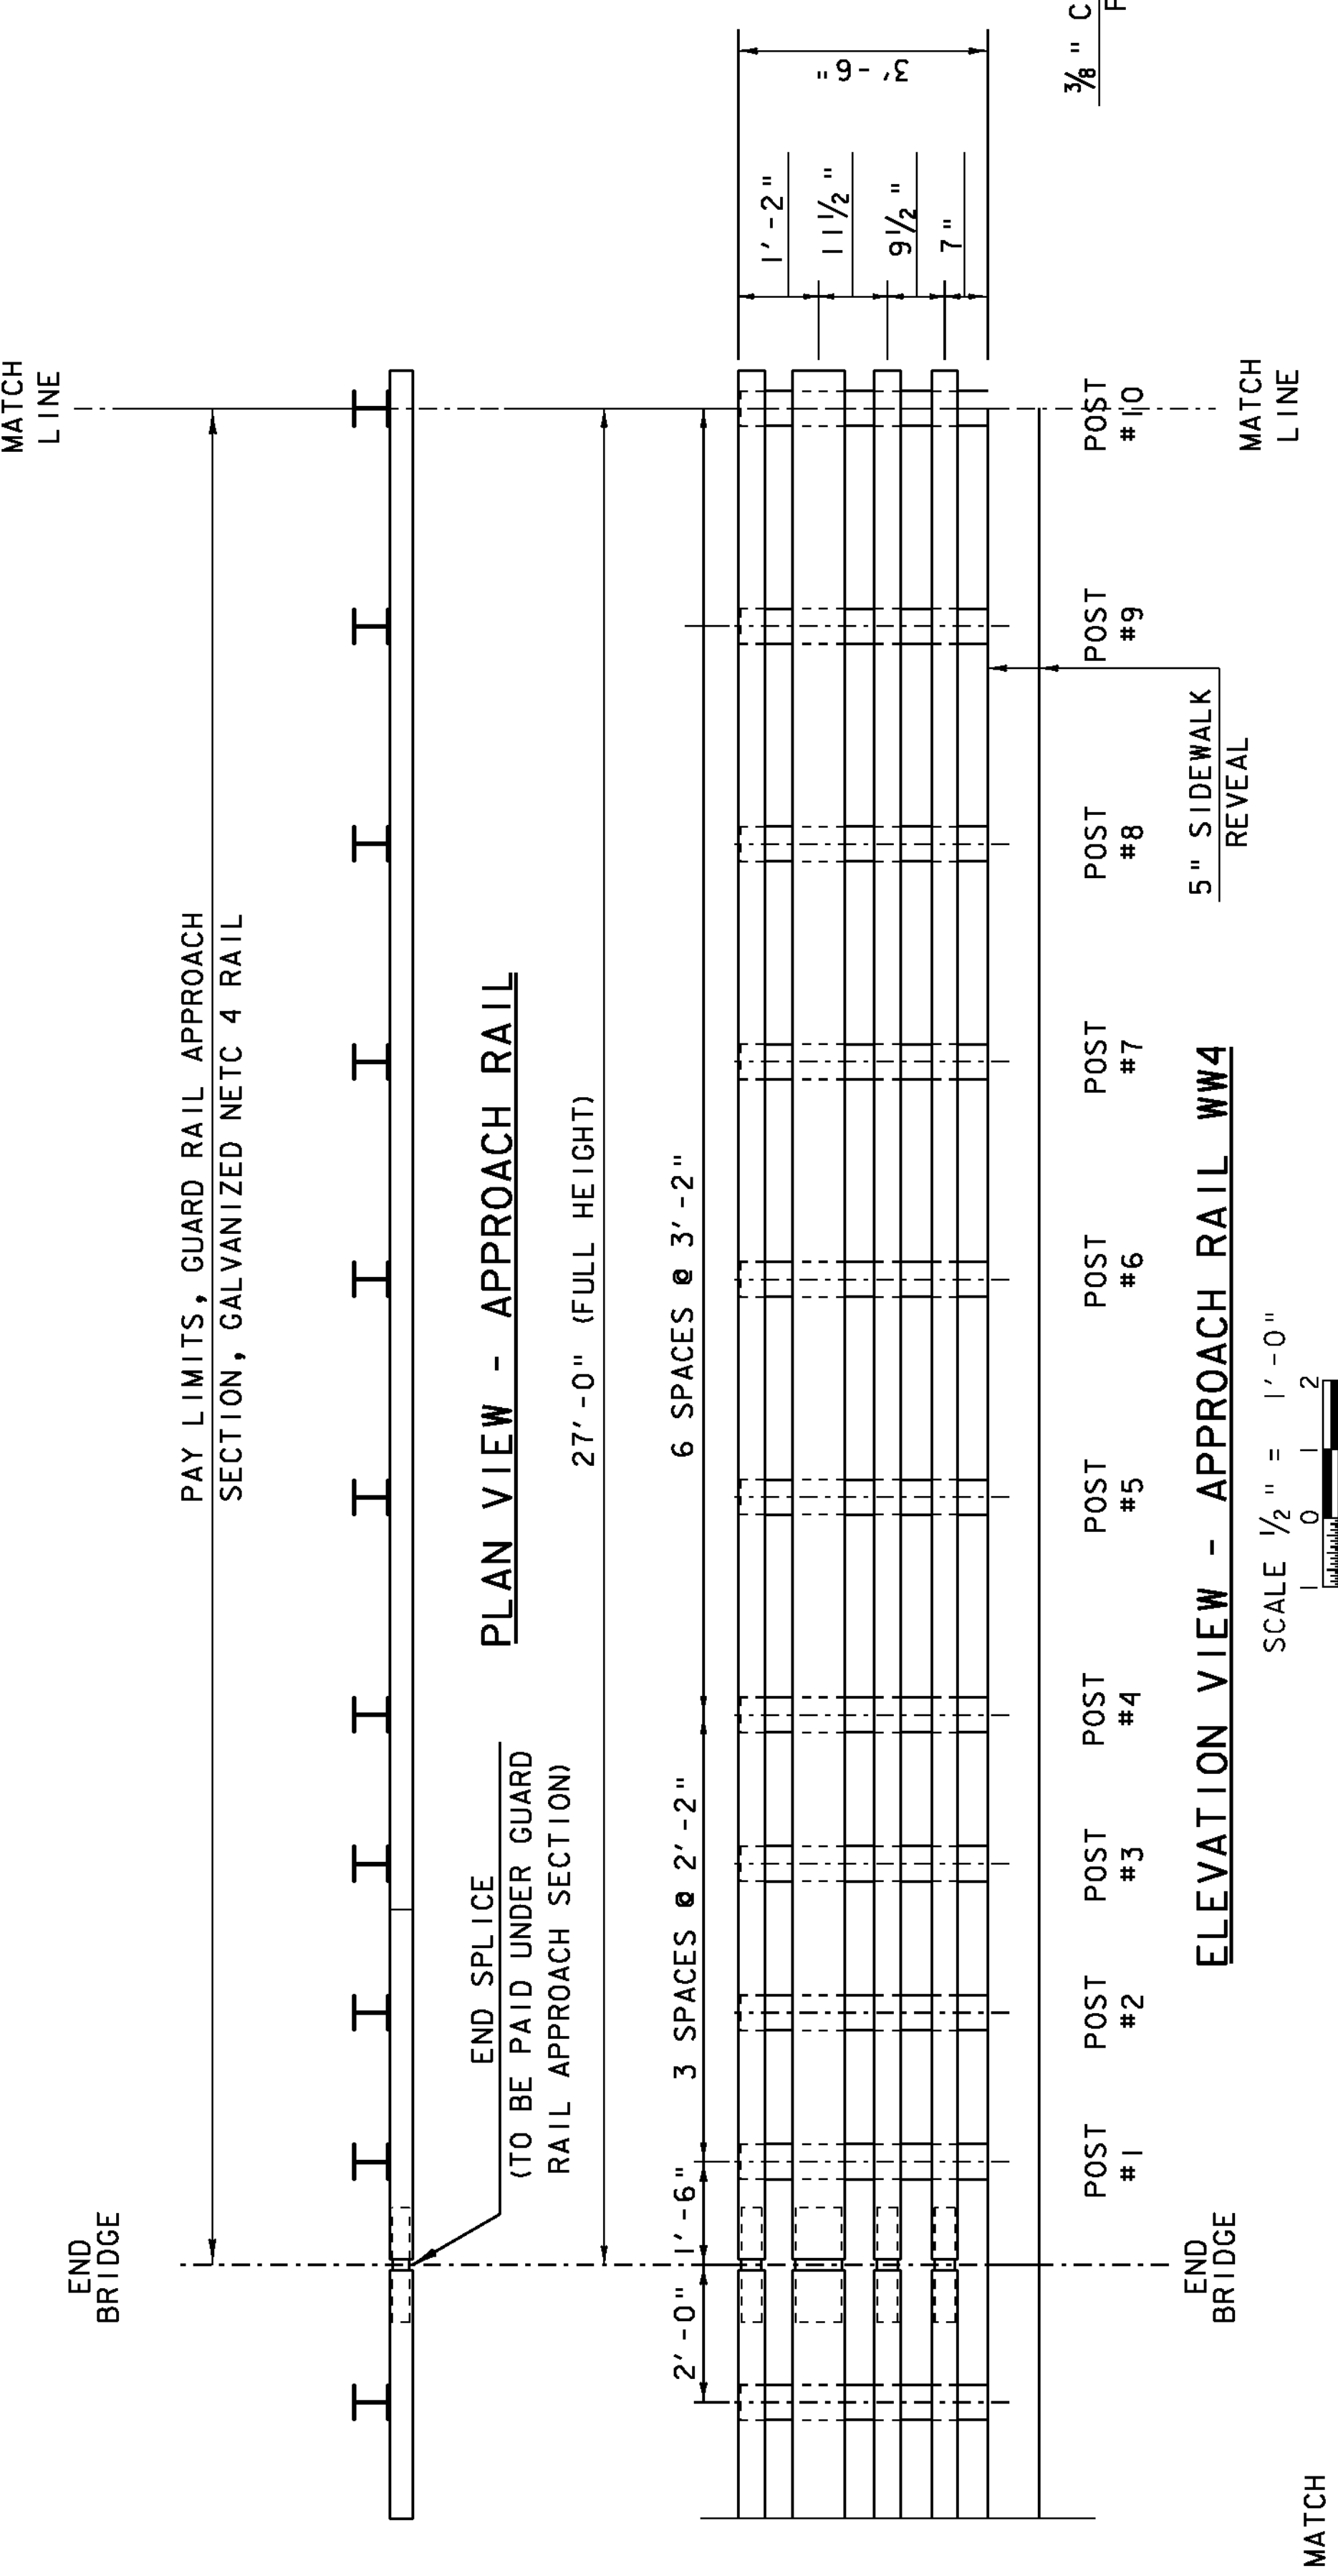 MATCH
LINE
END
BRIDGE
PAY LIMITS, GUARD RAIL APPROACH
SECTION, GALVANIZED NETC 4 RAIL
END SPLICE
(TO BE PAID UNDER GUARD
RAIL APPROACH SECTION)
PLAN VIEW - APPROACH RAIL
27'-0" (FULL HEIGHT)
2'-0"
1'-6"
3 SPACES @ 2'-2"
6 SPACES @ 3'-2"
1'-2"
11½"
9½"
7"
3'-6"
POST
#1
POST
#2
POST
#3
POST
#4
POST
#5
POST
#6
POST
#7
POST
#8
POST
#9
POST
#10
END
BRIDGE
5" SIDEWALK
REVEAL
MATCH
LINE
ELEVATION VIEW - APPROACH RAIL WW4
SCALE ½" = 1'-0"
1 0 1 2
⅜" C
MATCH